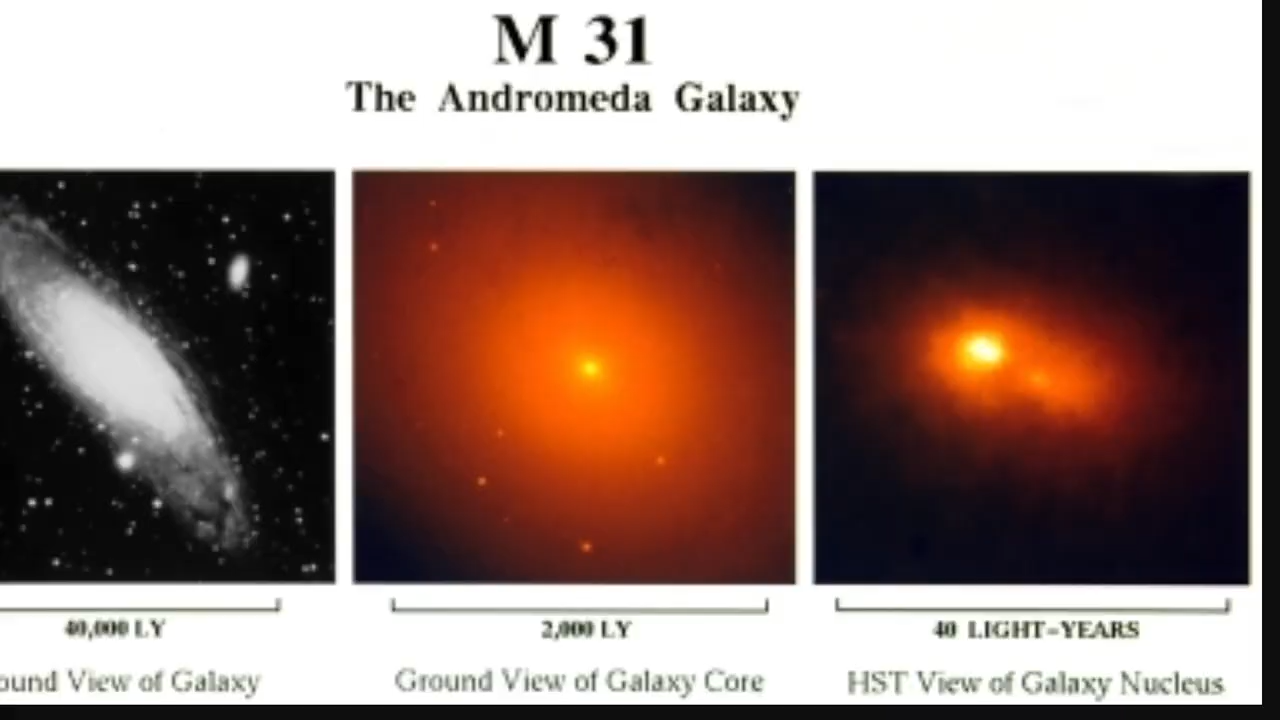 M 31
The Andromeda Galaxy
40,000 LY
2,000 LY
40 LIGHT-YEARS
View of Galaxy
Ground View of Galaxy Core
HST View of Galaxy Nucleus